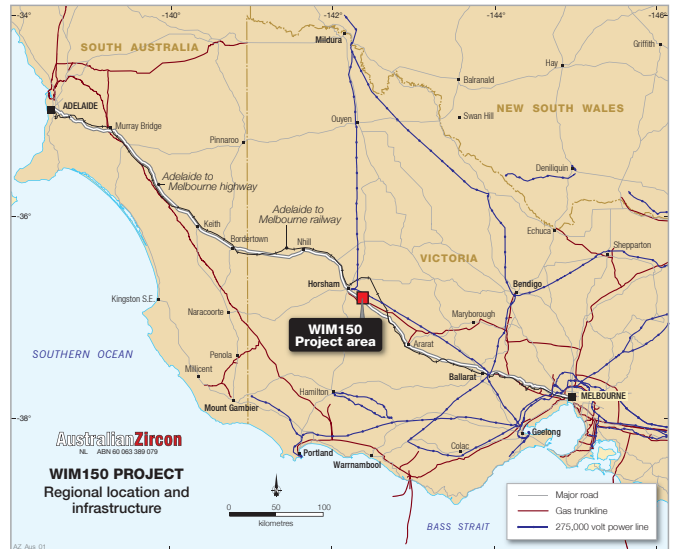 -34°
-140°
-142°
-144°
-146°
SOUTH AUSTRALIA
Mildura
Griffith
Hay
Balranald
ADELAIDE
NEW SOUTH WALES
Murray Bridge
Ouyen
Swan Hill
Pinnaroo
Adelaide to
Melbourne highway
Deniliquin
-36°
Adelaide to
Melbourne railway
Keith
Bordertown
Nhill
Echuca
Shepparton
VICTORIA
Horsham
Bendigo
Kingston S.E.
Naracoorte
WIM150
Project area
Maryborough
SOUTHERN OCEAN
Penola
Ararat
Millicent
Ballarat
Hamilton
MELBOURNE
Mount Gambier
-38°
Geelong
AustralianZircon
NL ABN 60 063 389 079
Colac
Portland
Warrnambool
WIM150 PROJECT
Regional location and
infrastructure
0 50 100
kilometres
Major road
Gas trunkline
275,000 volt power line
BASS STRAIT
AZ Aug 01